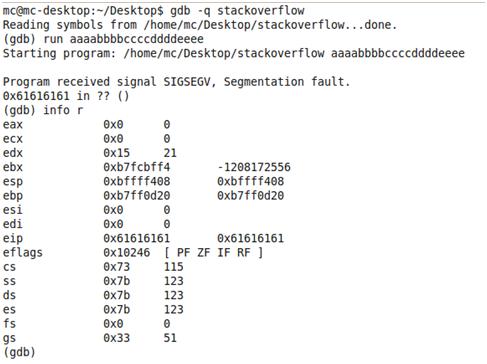 mc@mc-desktop:~/Desktop$ gdb -q stackoverflow
Reading symbols from /home/mc/Desktop/stackoverflow...done.
(gdb) run aaaabbbbccccddddeeee
Starting program: /home/mc/Desktop/stackoverflow aaaabbbbccccddddeeee

Program received signal SIGSEGV, Segmentation fault.
0x61616161 in ?? ()
(gdb) info r
eax            0x0      0
ecx            0x0      0
edx            0x15     21
ebx            0xb7fcbff4       -1208172556
esp            0xbffff408       0xbffff408
ebp            0xb7ff0d20       0xb7ff0d20
esi            0x0      0
edi            0x0      0
eip            0x61616161       0x61616161
eflags         0x10246  [ PF ZF IF RF ]
cs             0x73     115
ss             0x7b     123
ds             0x7b     123
es             0x7b     123
fs             0x0      0
gs             0x33     51
(gdb)